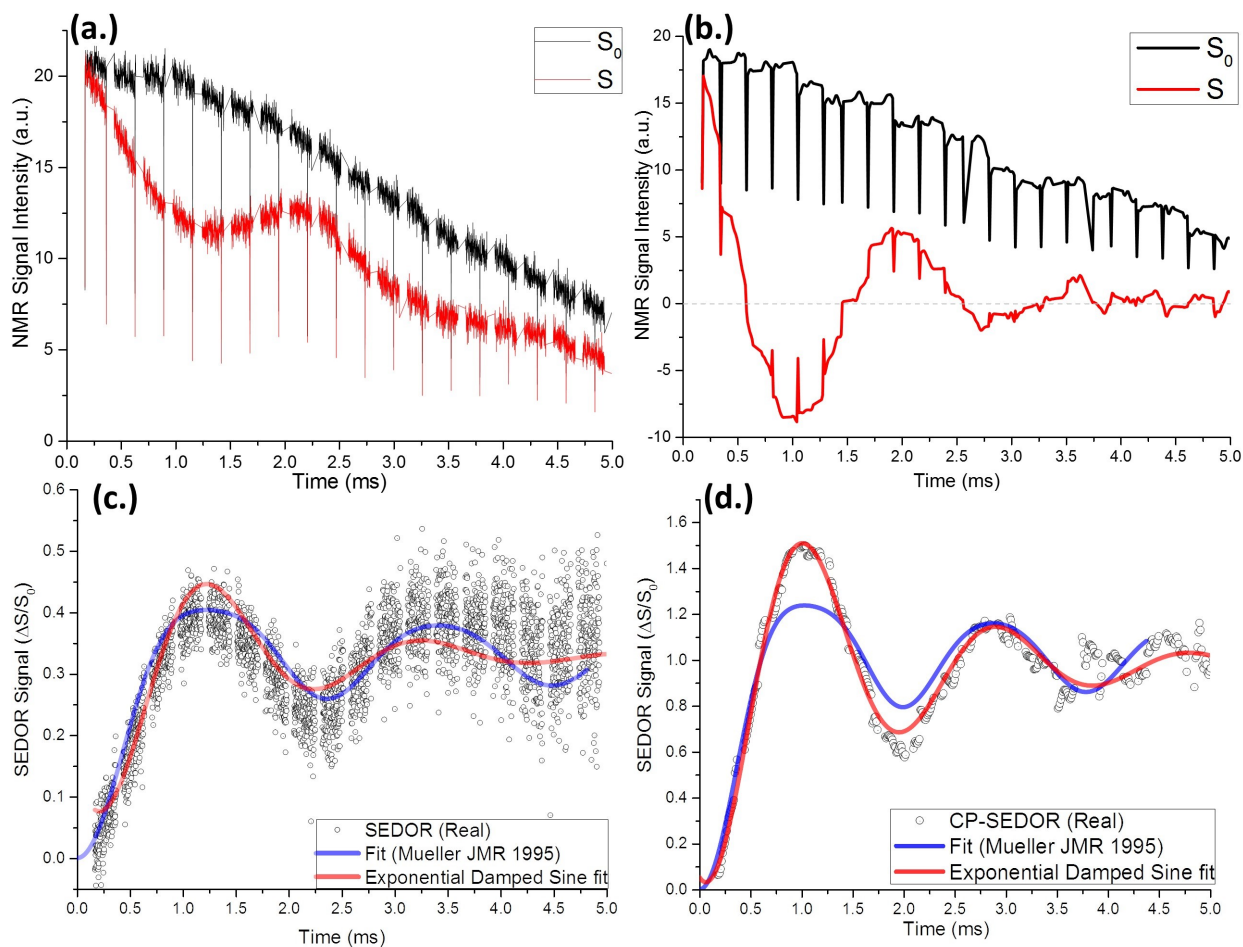 (a.)
S0
S
NMR Signal Intensity (a.u.)
20
15
10
5
0
0.0 0.5 1.0 1.5 2.0 2.5 3.0 3.5 4.0 4.5 5.0
Time (ms)
(b.)
S0
S
NMR Signal Intensity (a.u.)
20
15
10
5
0
-5
-10
0.0 0.5 1.0 1.5 2.0 2.5 3.0 3.5 4.0 4.5 5.0
Time (ms)
(c.)
SEDOR Signal (ΔS/S0)
0.6
0.5
0.4
0.3
0.2
0.1
0.0
SEDOR (Real)
Fit (Mueller JMR 1995)
Exponential Damped Sine fit
0.0 0.5 1.0 1.5 2.0 2.5 3.0 3.5 4.0 4.5 5.0
Time (ms)
(d.)
SEDOR Signal (ΔS/S0)
1.6
1.4
1.2
1.0
0.8
0.6
0.4
0.2
0.0
CP-SEDOR (Real)
Fit (Mueller JMR 1995)
Exponential Damped Sine fit
0.0 0.5 1.0 1.5 2.0 2.5 3.0 3.5 4.0 4.5 5.0
Time (ms)